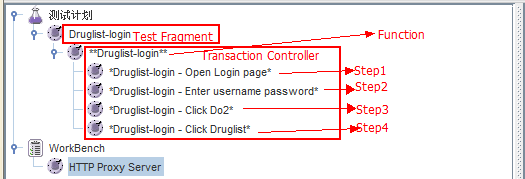 测试计划
Druglist-login Test Fragment
**Druglist-login** Transaction Controller Function
*Druglist-login - Open Login page* Step1
*Druglist-login - Enter username password* Step2
*Druglist-login - Click Do2* Step3
*Druglist-login - Click Druglist* Step4
WorkBench
HTTP Proxy Server